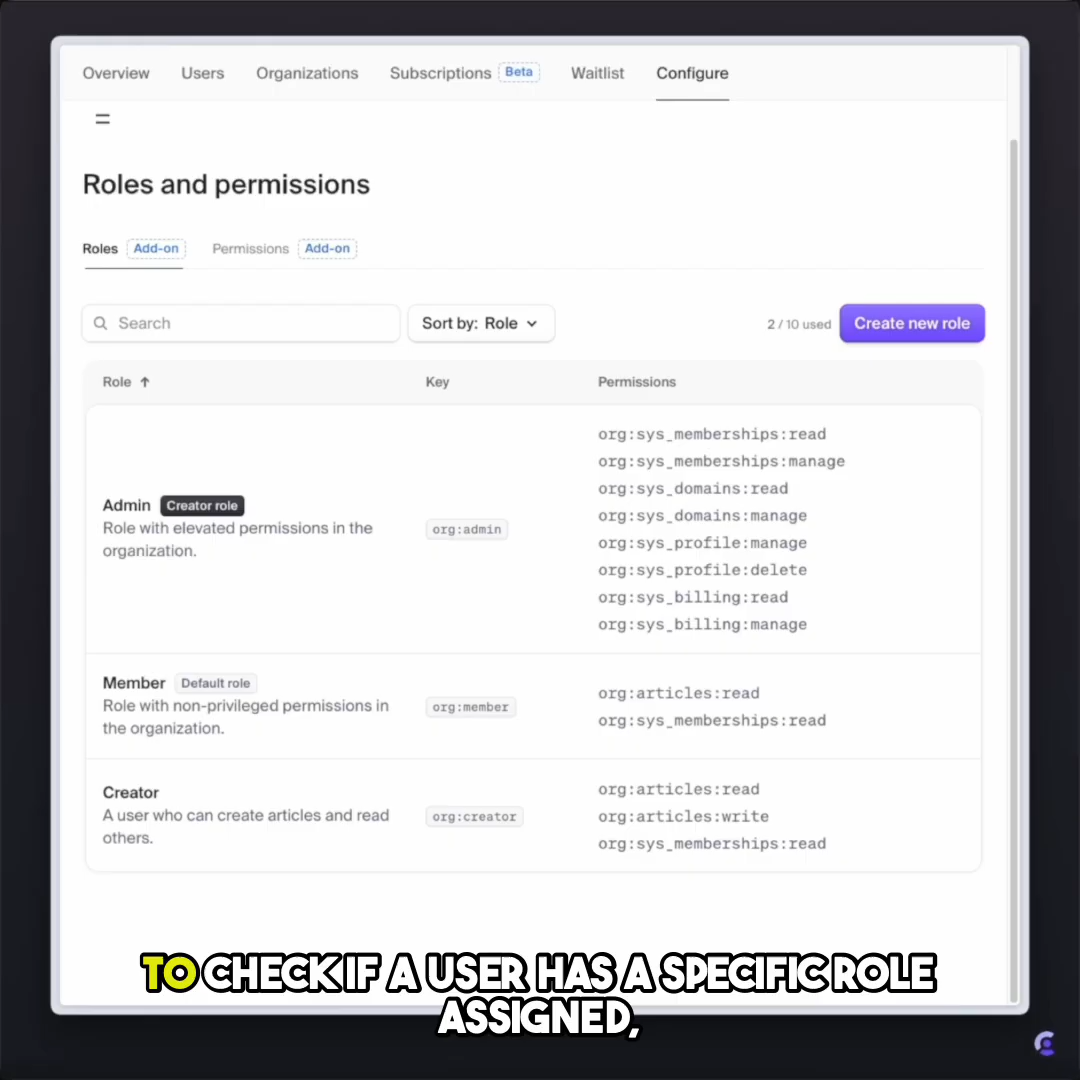 Overview Users Organizations Subscriptions Beta Waitlist Configure
Roles and permissions
Roles Add-on Permissions Add-on
Search Sort by: Role 2 / 10 used Create new role
Role ↑ Key Permissions
org:sys_memberships:read
org:sys_memberships:manage
org:sys_domains:read
Admin Creator role
org:sys_domains:manage
Role with elevated permissions in the
organization.
org:admin
org:sys_profile:manage
org:sys_profile:delete
org:sys_billing:read
org:sys_billing:manage
Member Default role
Role with non-privileged permissions in
the organization.
org:member
org:articles:read
org:sys_memberships:read
Creator
A user who can create articles and read
others.
org:creator
org:articles:read
org:articles:write
org:sys_memberships:read
TO CHECK IF A USER HAS A SPECIFIC ROLE
ASSIGNED,